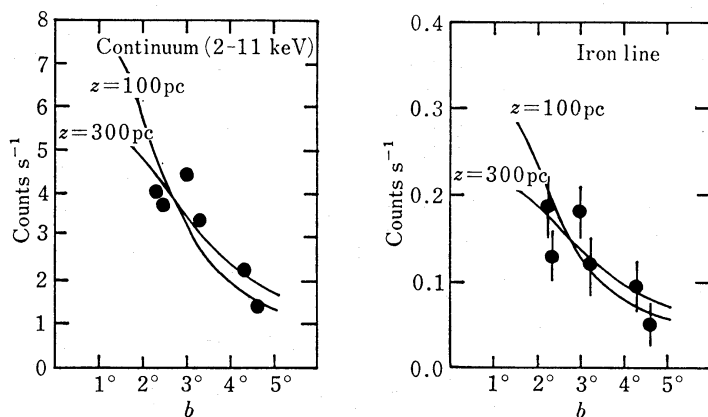 Continuum (2-11 keV)
z=100pc
z=300pc
Counts s⁻¹
8
7
6
5
4
3
2
1
0
1° 2° 3° 4° 5°
b
Iron line
z=100pc
z=300pc
Counts s⁻¹
0.4
0.3
0.2
0.1
0.0
1° 2° 3° 4° 5°
b